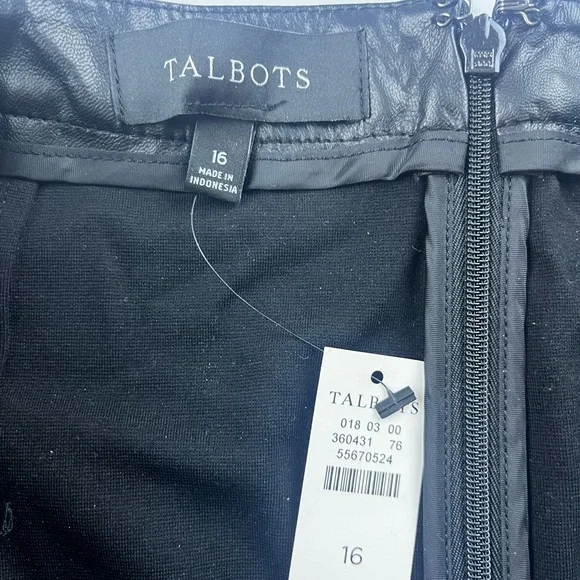 TALBOTS
16
MADE IN
INDONESIA
TALBOTS
018 03 00
360431 76
55670524
16